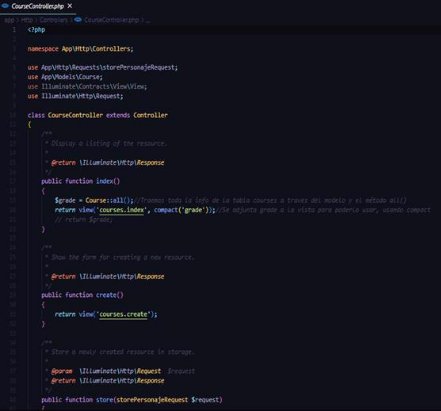 CourseController.php ×
app > Http > Controllers > CourseController.php > ...
1 <?php
2
3 namespace App\Http\Controllers;
4
5 use App\Http\Requests\storePersonajeRequest;
6 use App\Models\Course;
7 use Illuminate\Contracts\View\View;
8 use Illuminate\Http\Request;
9
10 class CourseController extends Controller
11 {
12 /**
13 * Display a listing of the resource.
14 *
15 * @return \Illuminate\Http\Response
16 */
17 public function index()
18 {
19 $grade = Course::all();//Traemos toda la info de la tabla courses a traves del modelo y el método all()
20 return view('courses.index', compact('grade'));//Se adjunta grade a la vista para poderlo usar, usando compact
21 // return $grade;
22 }
23
24 /**
25 * Show the form for creating a new resource.
26 *
27 * @return \Illuminate\Http\Response
28 */
29 public function create()
30 {
31 return view('courses.create');
32 }
33
34 /**
35 * Store a newly created resource in storage.
36 *
37 * @param \Illuminate\Http\Request $request
38 * @return \Illuminate\Http\Response
39 */
40 public function store(storePersonajeRequest $request)
41 {